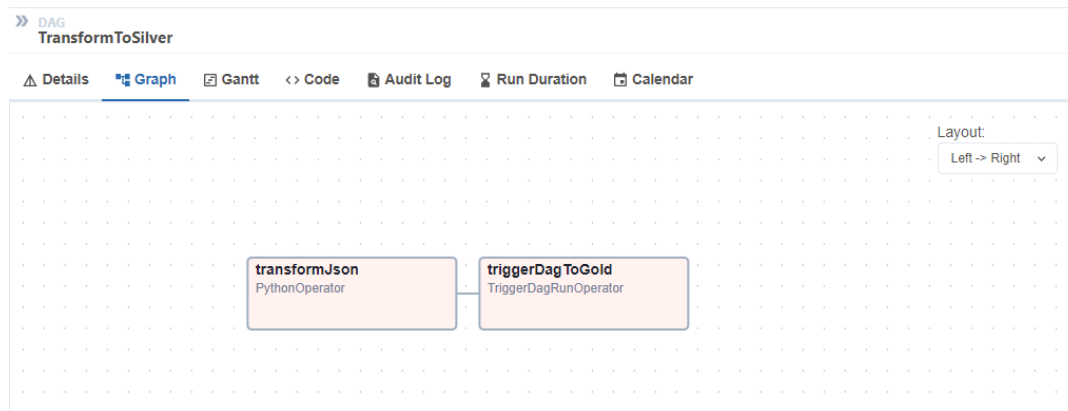 DAG
TransformToSilver
Details
Graph
Gantt
Code
Audit Log
Run Duration
Calendar
Layout:
Left -> Right
transformJson
PythonOperator
triggerDagToGold
TriggerDagRunOperator